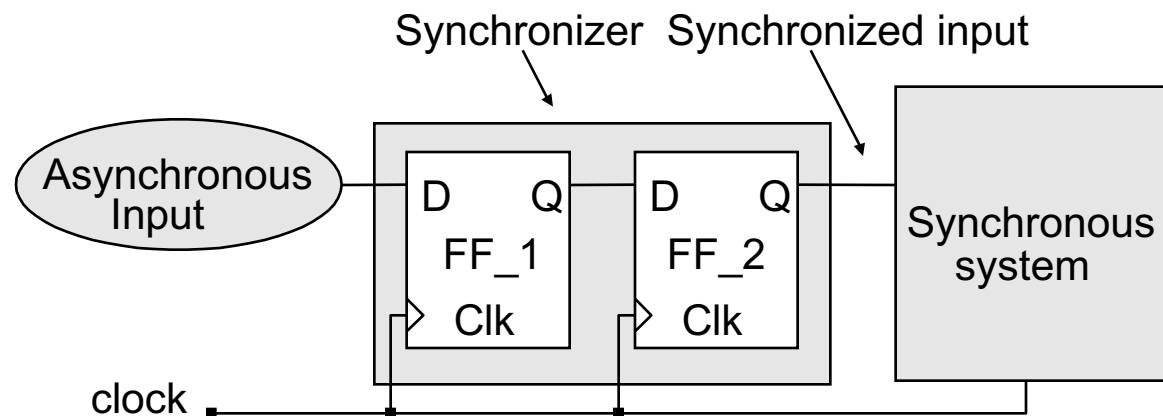 Synchronizer
Synchronized input
Asynchronous
Input
D Q
FF_1
Clk
D Q
FF_2
Clk
Synchronous
system
clock